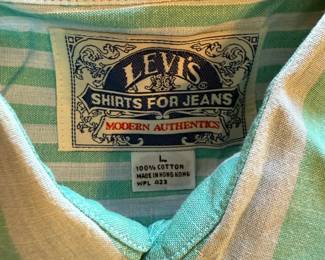 LEVI'S
SHIRTS FOR JEANS
MODERN AUTHENTICS
L
100% COTTON
MADE IN HONG KONG
WPL 423